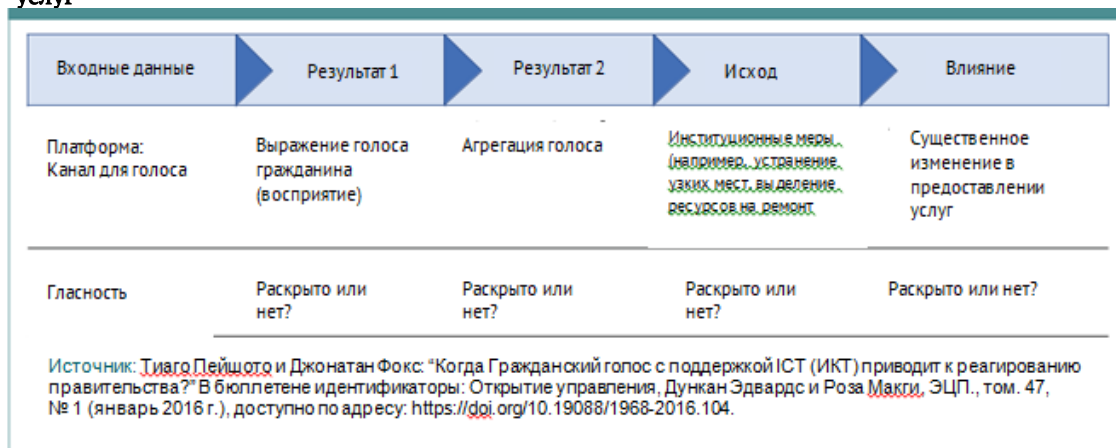 услуг
Входные данные
Результат 1
Результат 2
Исход
Влияние
Платформа:
Канал для голоса
Выражение голоса
гражданина
(восприятие)
Агрегация голоса
Институционные меры
(например, устранение
узких мест, выделение
ресурсов на ремонт
Существенное
изменение в
предоставлении
услуг
Гласность
Раскрыто или
нет?
Раскрыто или
нет?
Раскрыто или
нет?
Раскрыто или нет?
Источник: Тиаго Пейшото и Джонатан Фокс: “Когда Гражданский голос с поддержкой ICT (ИКТ) приводит к реагированию
правительства?” В бюллетене идентификаторы: Открытие управления, Дункан Эдвардс и Роза Макги, ЭЦП., том. 47,
№ 1 (январь 2016 г.), доступно по адресу: https://doj.org/10.19088/1968-2016.104.